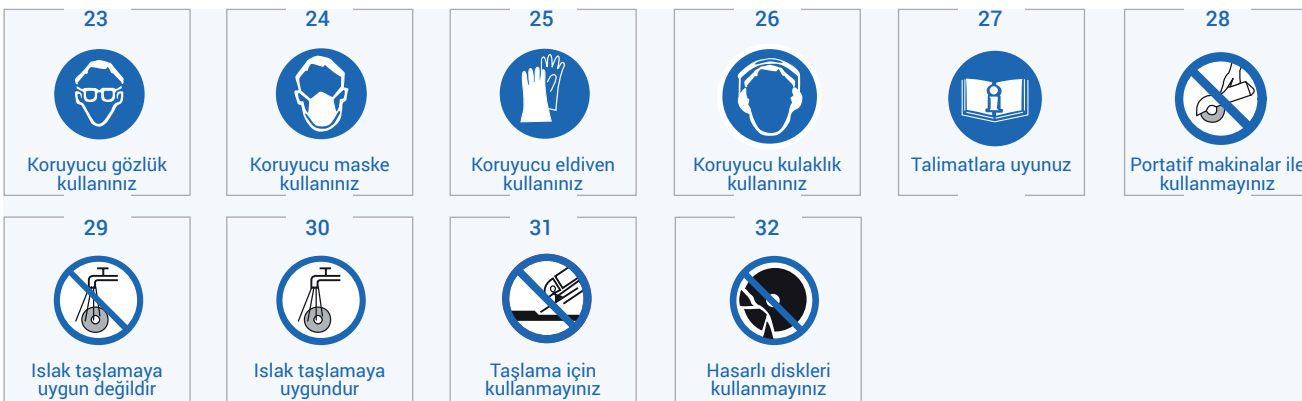 23
24
25
26
27
28
Koruyucu gözlük
kullanınız
Koruyucu maske
kullanınız
Koruyucu eldiven
kullanınız
Koruyucu kulaklık
kullanınız
Talimatlara uyunuz
Portatif makinalar ile
kullanmayınız
29
30
31
32
Islak taşlamaya
uygun değildir
Islak taşlamaya
uygundur
Taşlama için
kullanmayınız
Hasarlı diskleri
kullanmayınız